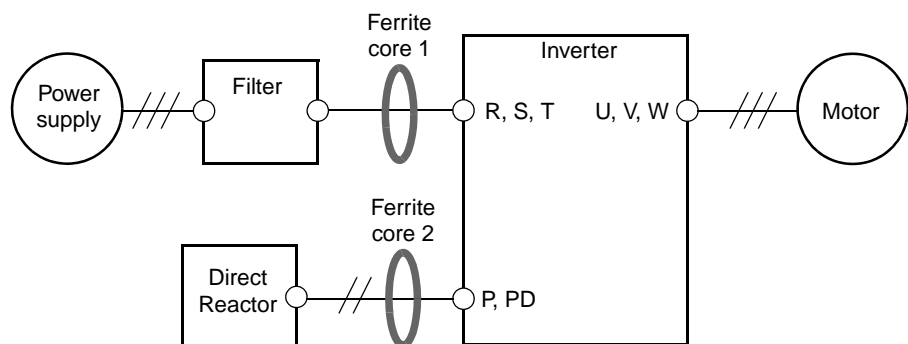 Ferrite
core 1
Inverter
Power
supply
Filter
R, S, T
U, V, W
Motor
Ferrite
core 2
Direct
Reactor
P, PD